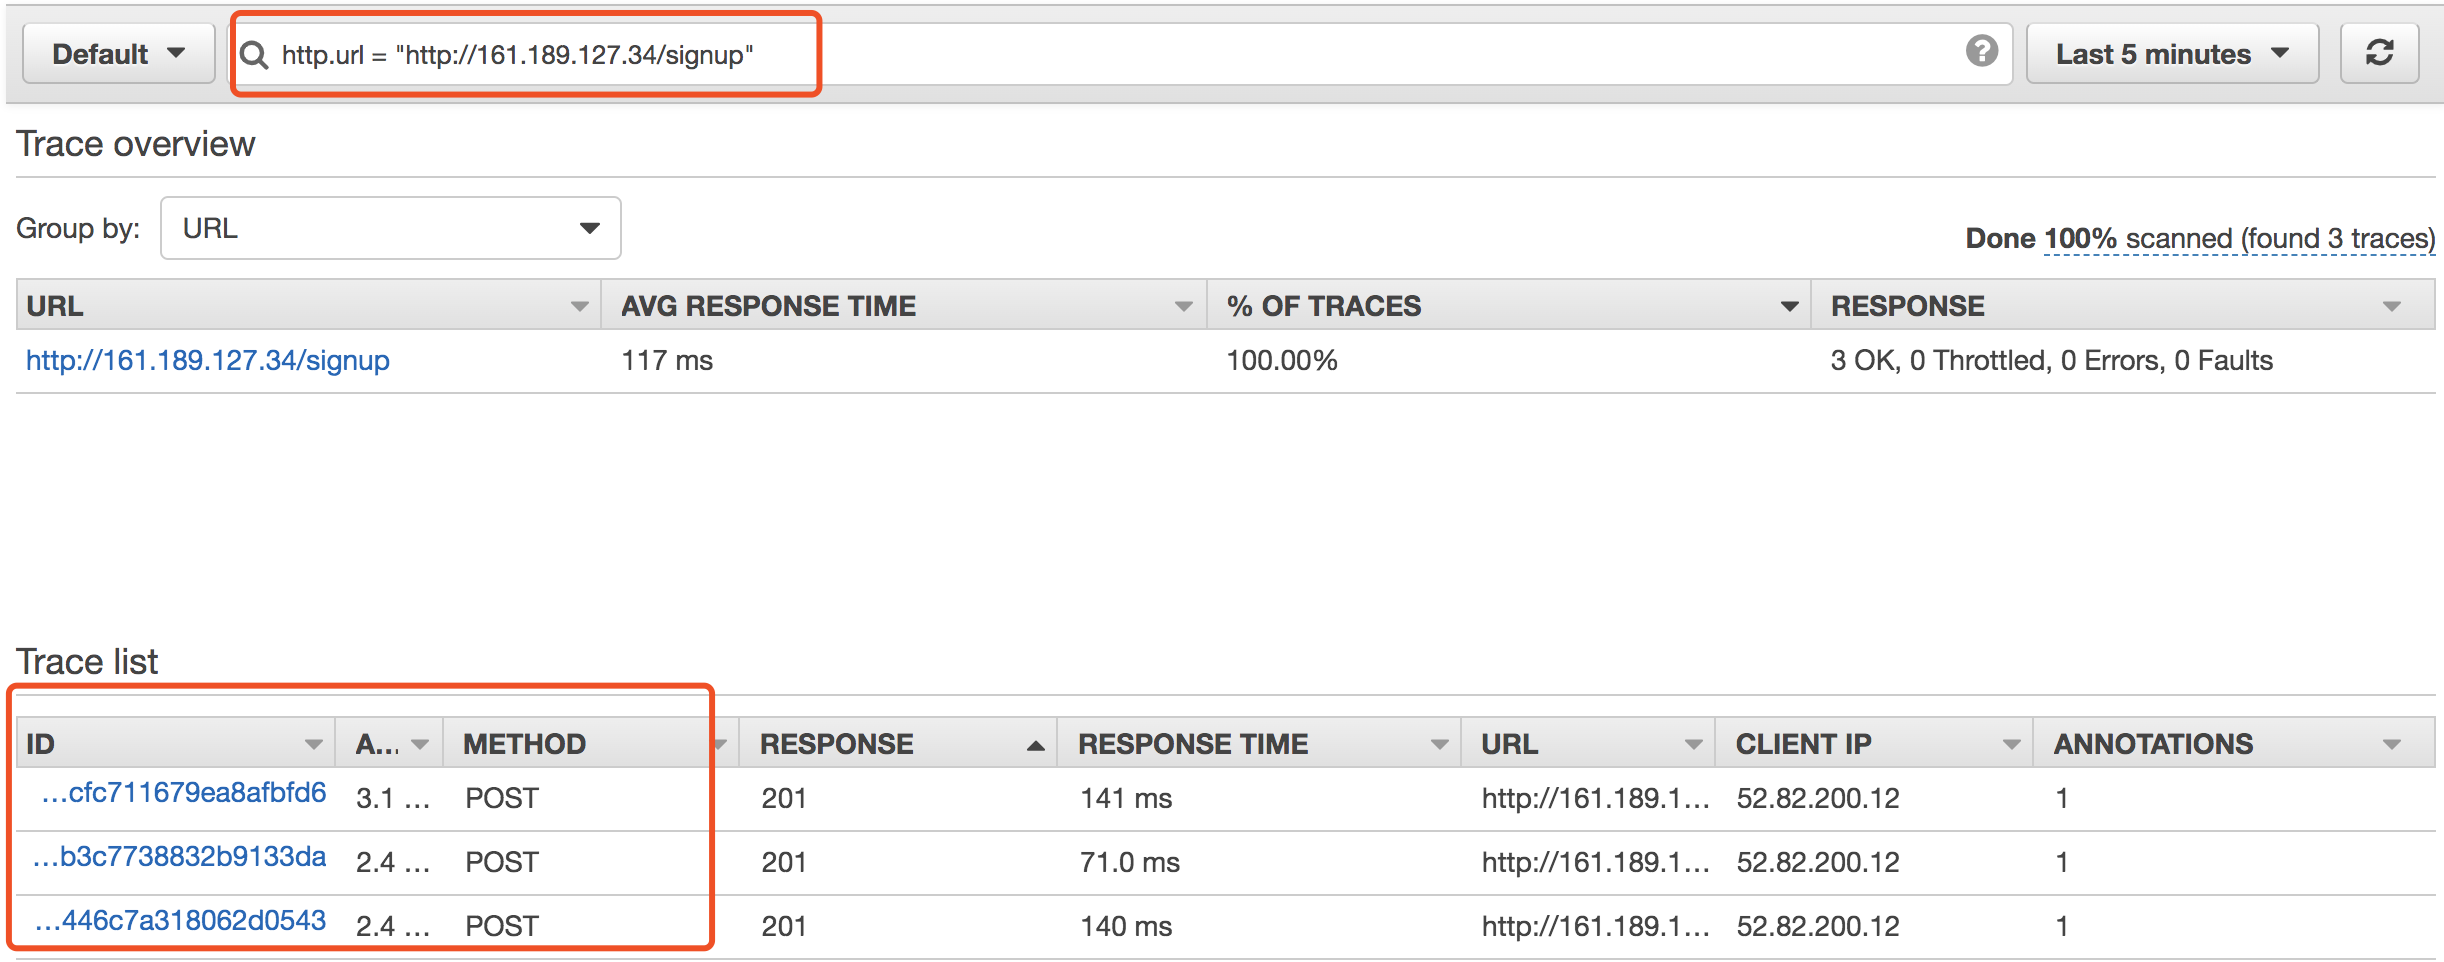 Default http.url = "http://161.189.127.34/signup" ? Last 5 minutes
Trace overview
Group by: URL
Done 100% scanned (found 3 traces)
URL AVG RESPONSE TIME % OF TRACES RESPONSE
http://161.189.127.34/signup 117 ms 100.00% 3 OK, 0 Throttled, 0 Errors, 0 Faults
Trace list
ID A... METHOD RESPONSE RESPONSE TIME URL CLIENT IP ANNOTATIONS
...cfc711679ea8afbfd6 3.1 ... POST 201 141 ms http://161.189.1... 52.82.200.12 1
...b3c7738832b9133da 2.4 ... POST 201 71.0 ms http://161.189.1... 52.82.200.12 1
...446c7a318062d0543 2.4 ... POST 201 140 ms http://161.189.1... 52.82.200.12 1